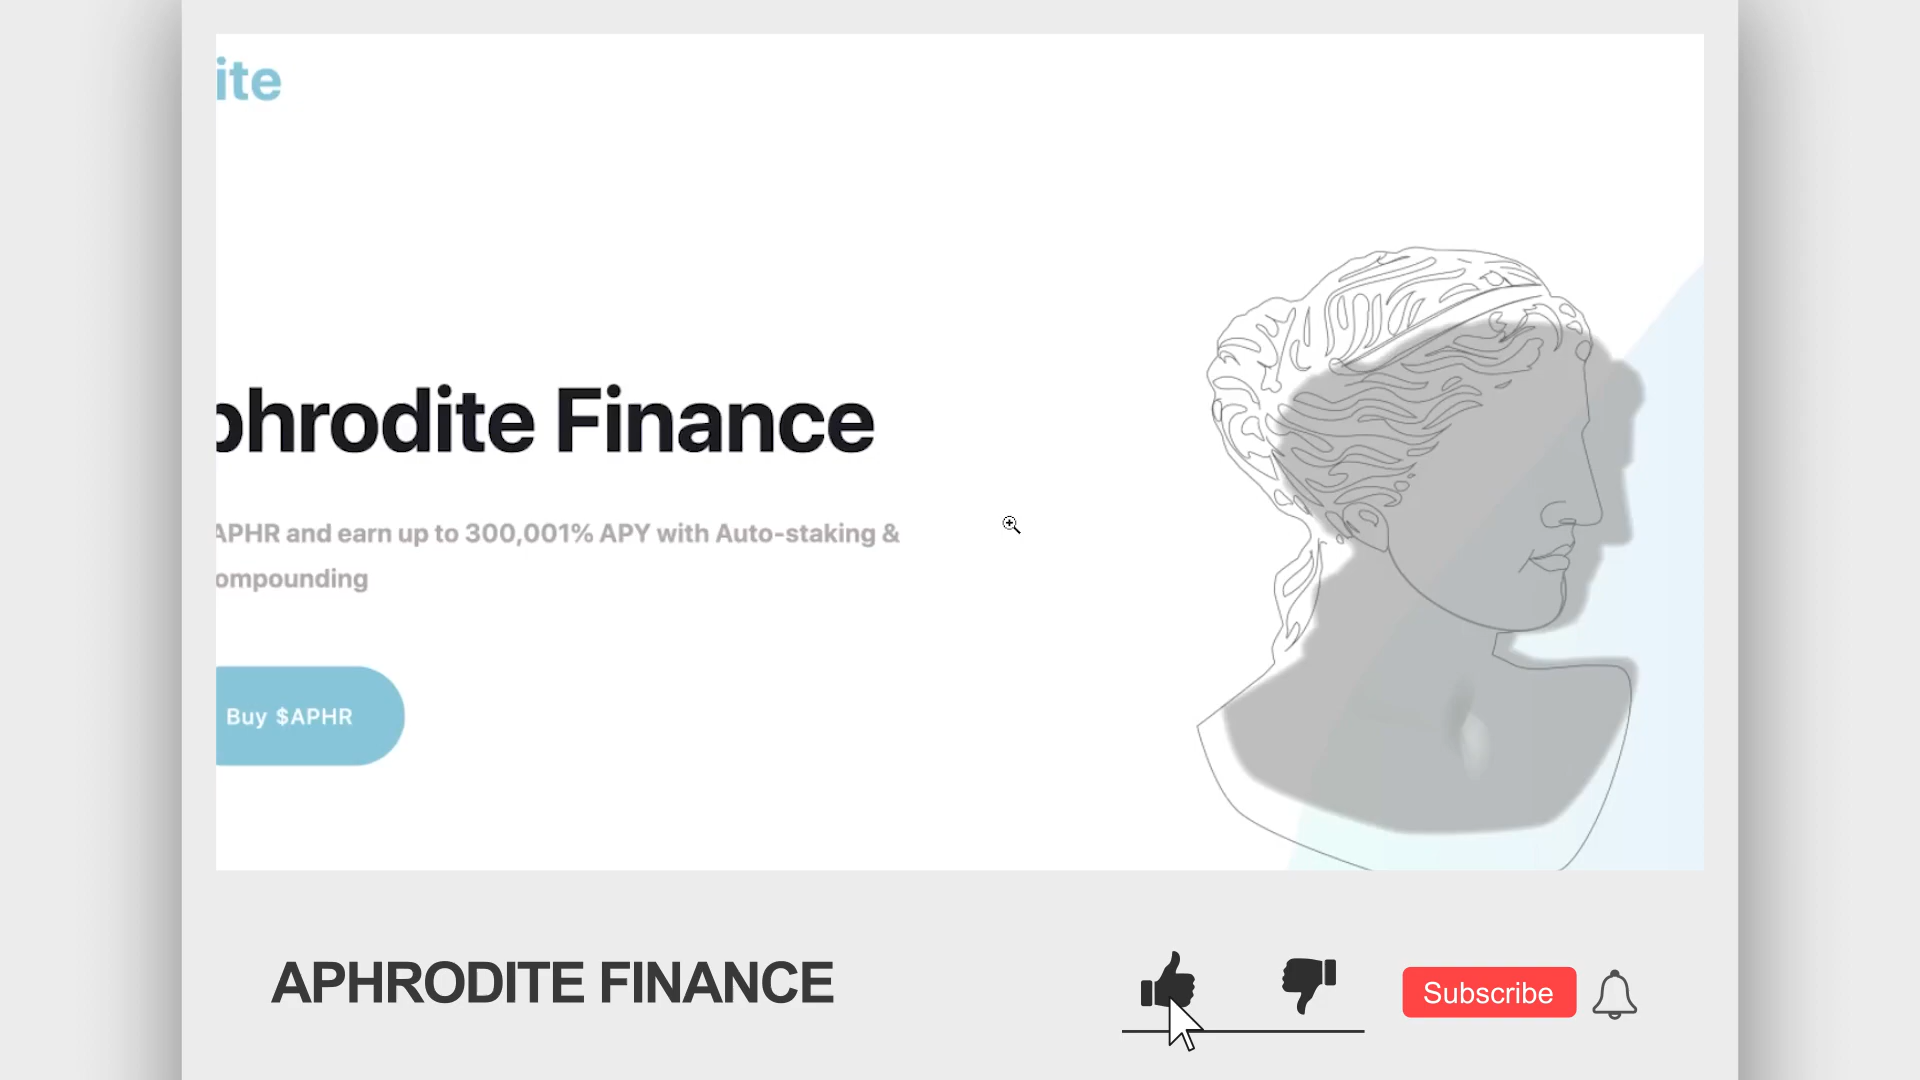 ite
phrodite Finance
APHR and earn up to 300,001% APY with Auto-staking &
ompounding
Buy $APHR
APHRODITE FINANCE
Subscribe